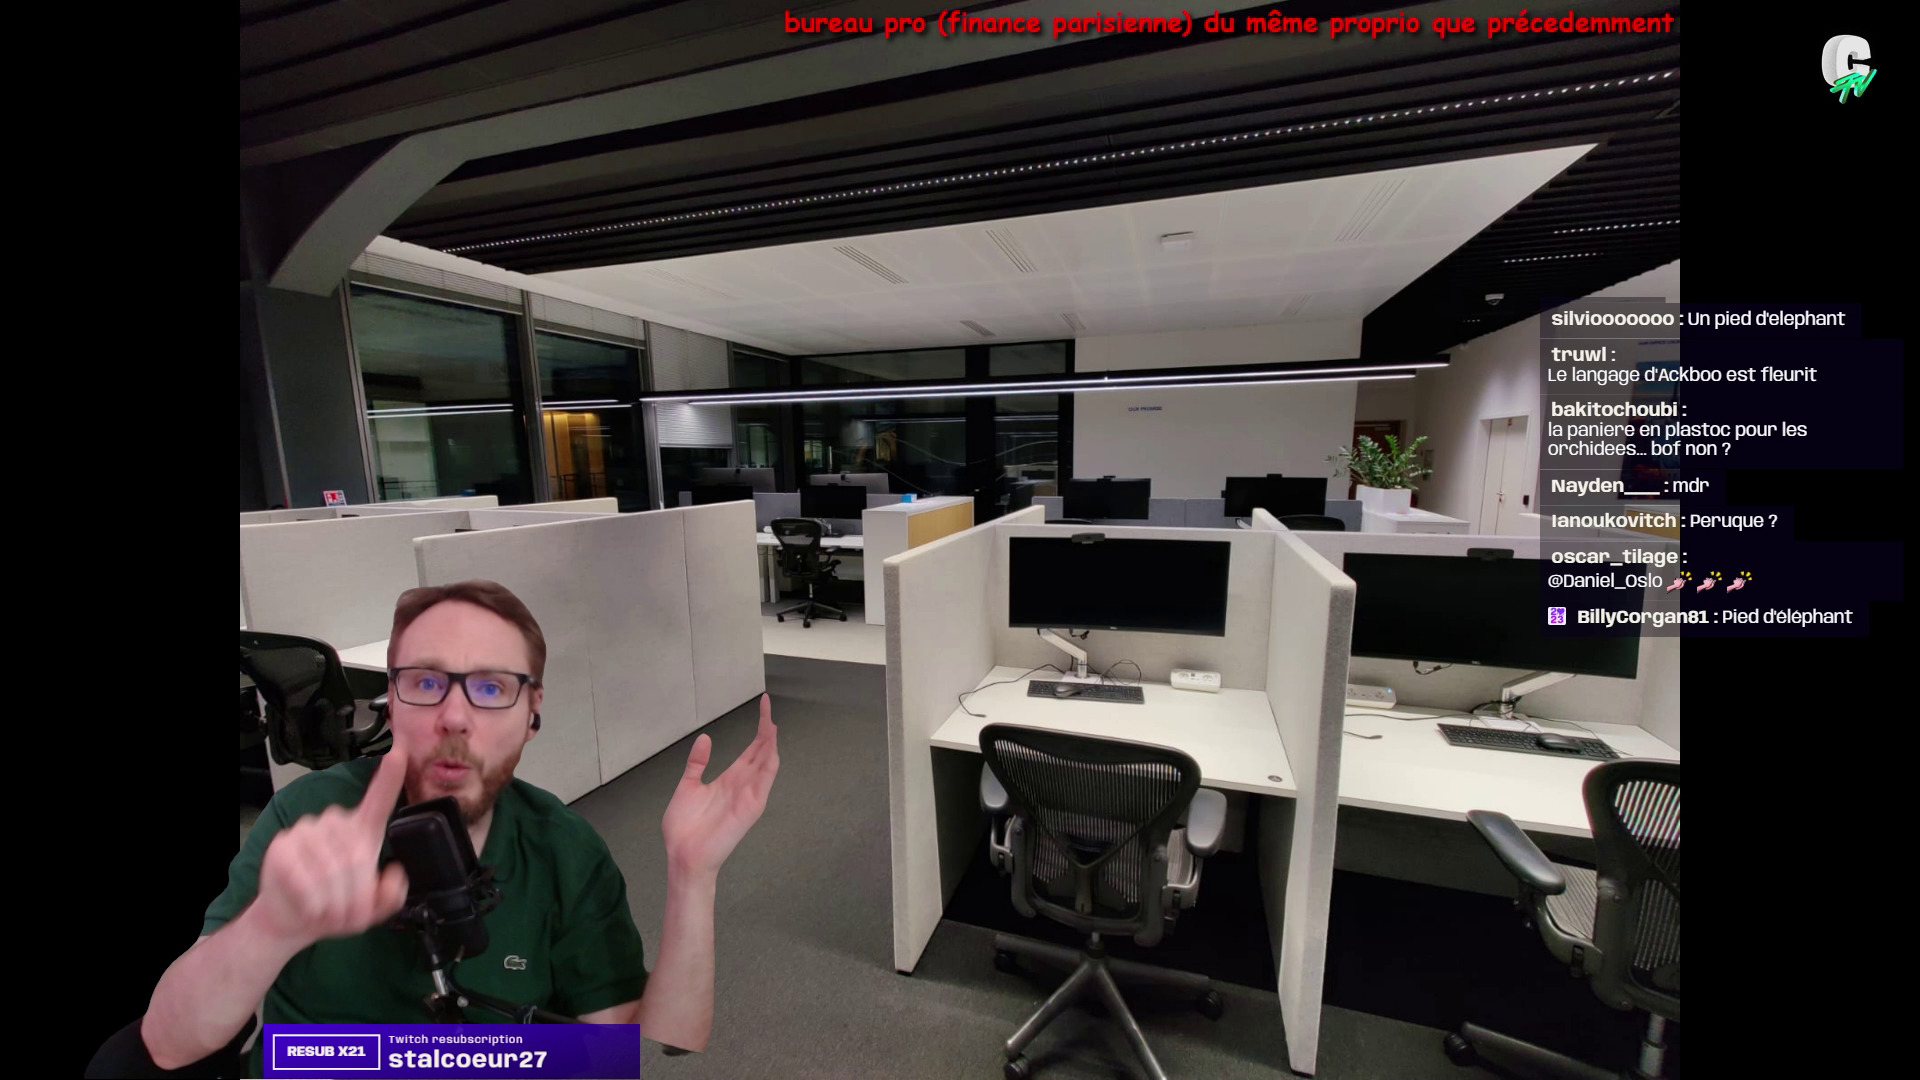 bureau pro (finance parisienne) du même proprio que précedemment
G
TV
silviooooooo : Un pied d'elephant
truwl :
Le langage d'Ackboo est fleurit
bakitochoubi :
la paniere en plastoc pour les
orchidees... bof non ?
Nayden___ : mdr
Ianoukovitch : Peruque ?
oscar_tilage :
@Daniel_Oslo
BillyCorgan81 : Pied d'éléphant
RESUB X21
Twitch resubscription
stalcoeur27